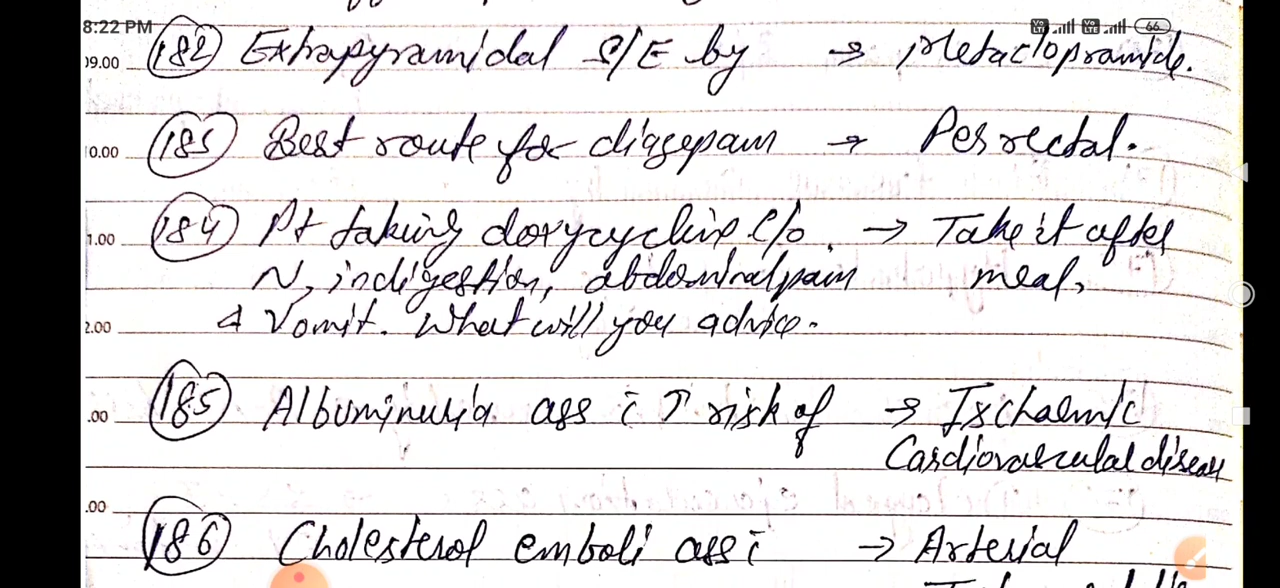 8:22 PM 66
09.00 (182) Extrapyramidal S/E by → Metaclopramide.
10.00 (183) Best route for diazepam → Per rectal.
1.00 (184) Pt taking doxycyclin c/o → Take it after
N, indigestion, abdominal pain meal,
2.00 & Vomit. What will you advice.
.00 (185) Albuminuria ass c̄ ↑ risk of → Ischaemic
Cardiovascular disease
.00 (186) Cholesterol emboli ass c̄ → Arterial